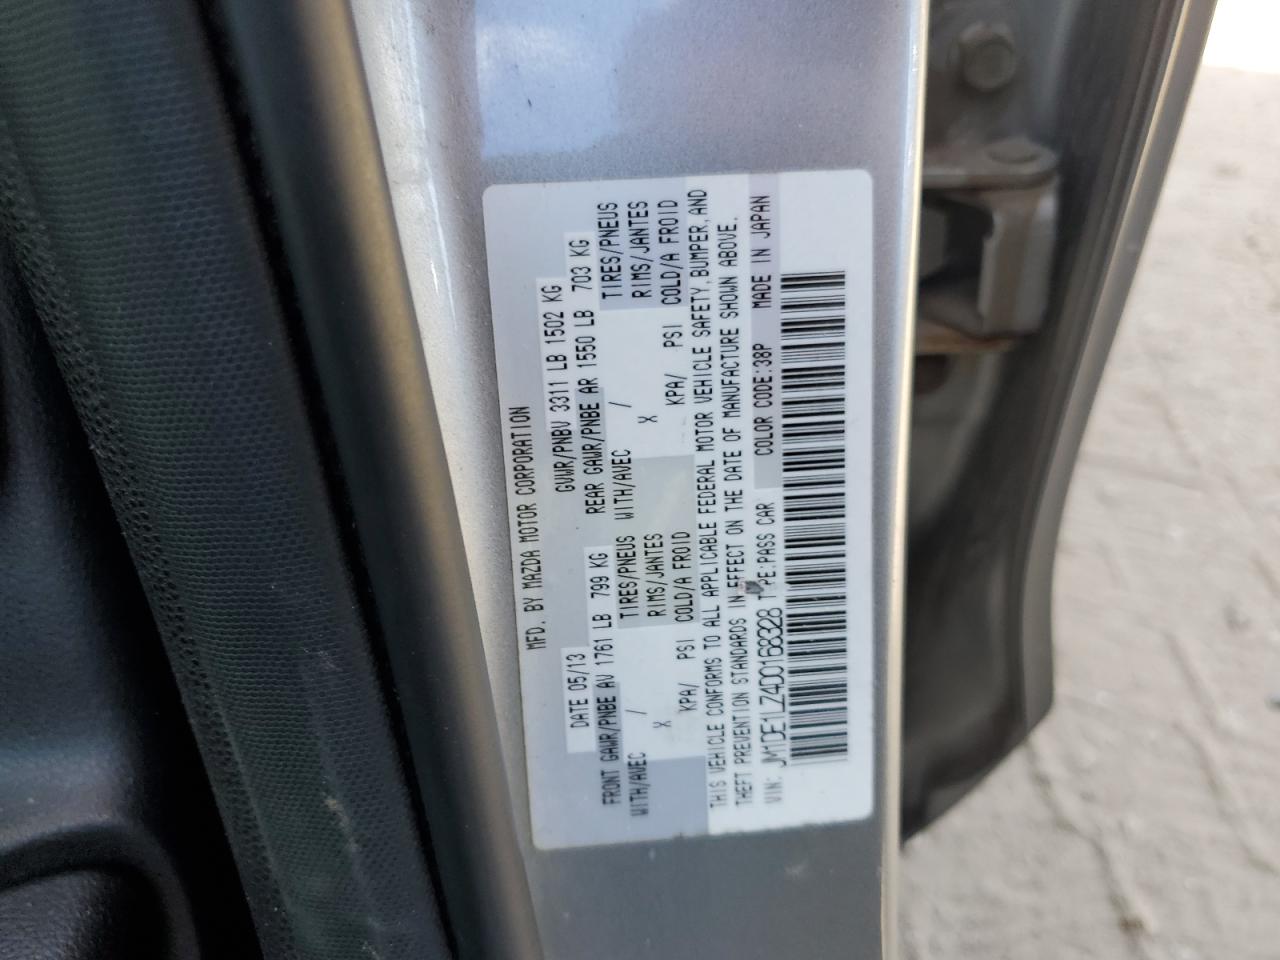 MFD. BY MAZDA MOTOR CORPORATION
DATE 05/13 GVWR/PNBV 3311 LB 1502 KG
FRONT GAWR/PNBE AV 1761 LB 799 KG REAR GAWR/PNBE AR 1550 LB 703 KG
WITH/AVEC / TIRES/PNEUS WITH/AVEC / TIRES/PNEUS
X RIMS/JANTES X RIMS/JANTES
KPA/ PSI COLD/A FROID KPA/ PSI COLD/A FROID
THIS VEHICLE CONFORMS TO ALL APPLICABLE FEDERAL MOTOR VEHICLE SAFETY, BUMPER, AND
THEFT PREVENTION STANDARDS IN EFFECT ON THE DATE OF MANUFACTURE SHOWN ABOVE.
VIN: JM1DE1LZ4D0168328 TYPE:PASS CAR COLOR CODE:38P MADE IN JAPAN